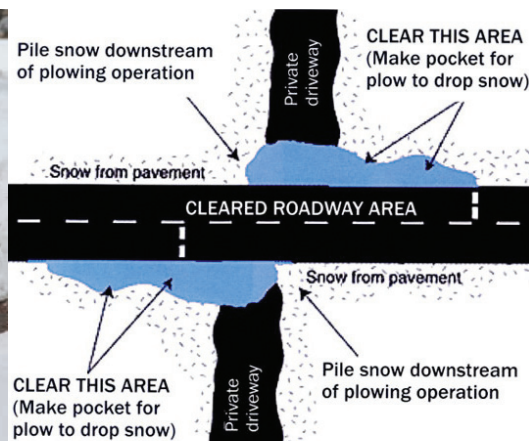 Pile snow downstream
of plowing operation
Private
driveway
CLEAR THIS AREA
(Make pocket for
plow to drop snow)
Snow from pavement
CLEARED ROADWAY AREA
Snow from pavement
CLEAR THIS AREA
(Make pocket for
plow to drop snow)
Private
driveway
Pile snow downstream
of plowing operation